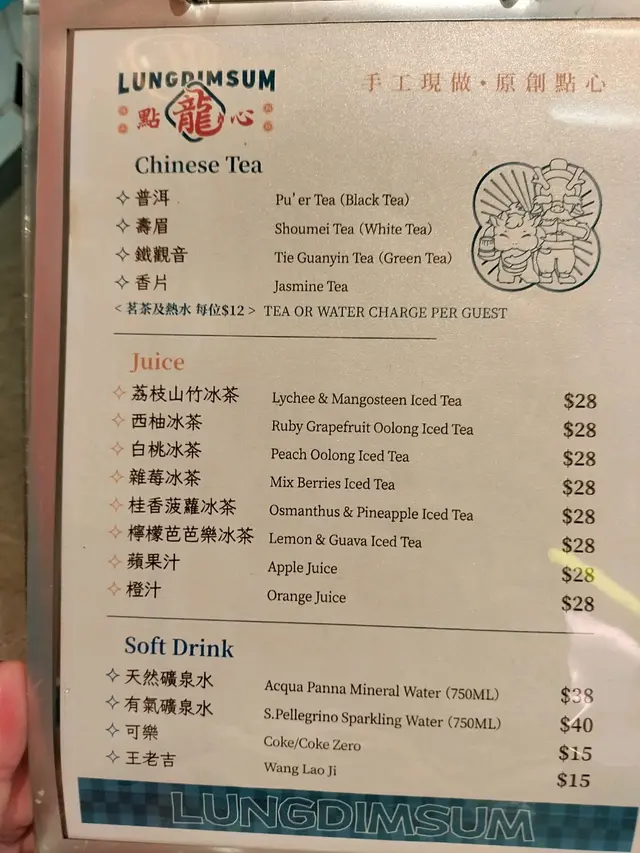 LUNGDIMSUM
手工現做•原創點心
點龍心
Chinese Tea
普洱 Pu'er Tea (Black Tea)
壽眉 Shoumei Tea (White Tea)
鐵觀音 Tie Guanyin Tea (Green Tea)
香片 Jasmine Tea
<茗茶及熱水 每位$12> TEA OR WATER CHARGE PER GUEST
Juice
荔枝山竹冰茶 Lychee & Mangosteen Iced Tea $28
西柚冰茶 Ruby Grapefruit Oolong Iced Tea $28
白桃冰茶 Peach Oolong Iced Tea $28
雜莓冰茶 Mix Berries Iced Tea $28
桂香菠蘿冰茶 Osmanthus & Pineapple Iced Tea $28
檸檬芭芭樂冰茶 Lemon & Guava Iced Tea $28
蘋果汁 Apple Juice $28
橙汁 Orange Juice $28
Soft Drink
天然礦泉水 Acqua Panna Mineral Water (750ML) $38
有氣礦泉水 S.Pellegrino Sparkling Water (750ML) $40
可樂 Coke/Coke Zero $15
王老吉 Wang Lao Ji $15
LUNGDIMSUM